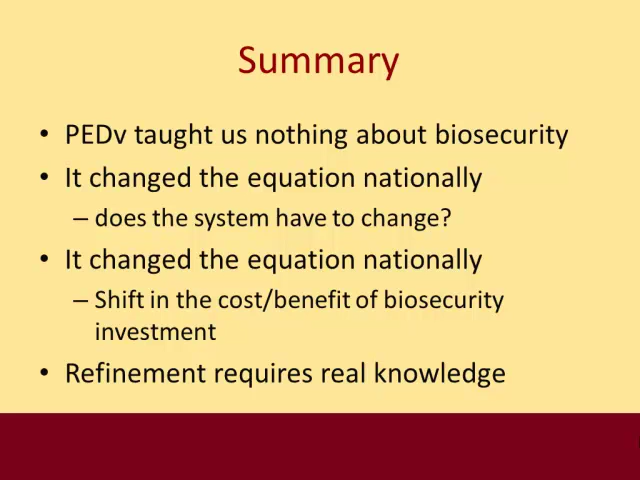 Summary
• PEDv taught us nothing about biosecurity
• It changed the equation nationally
– does the system have to change?
• It changed the equation nationally
– Shift in the cost/benefit of biosecurity
investment
• Refinement requires real knowledge